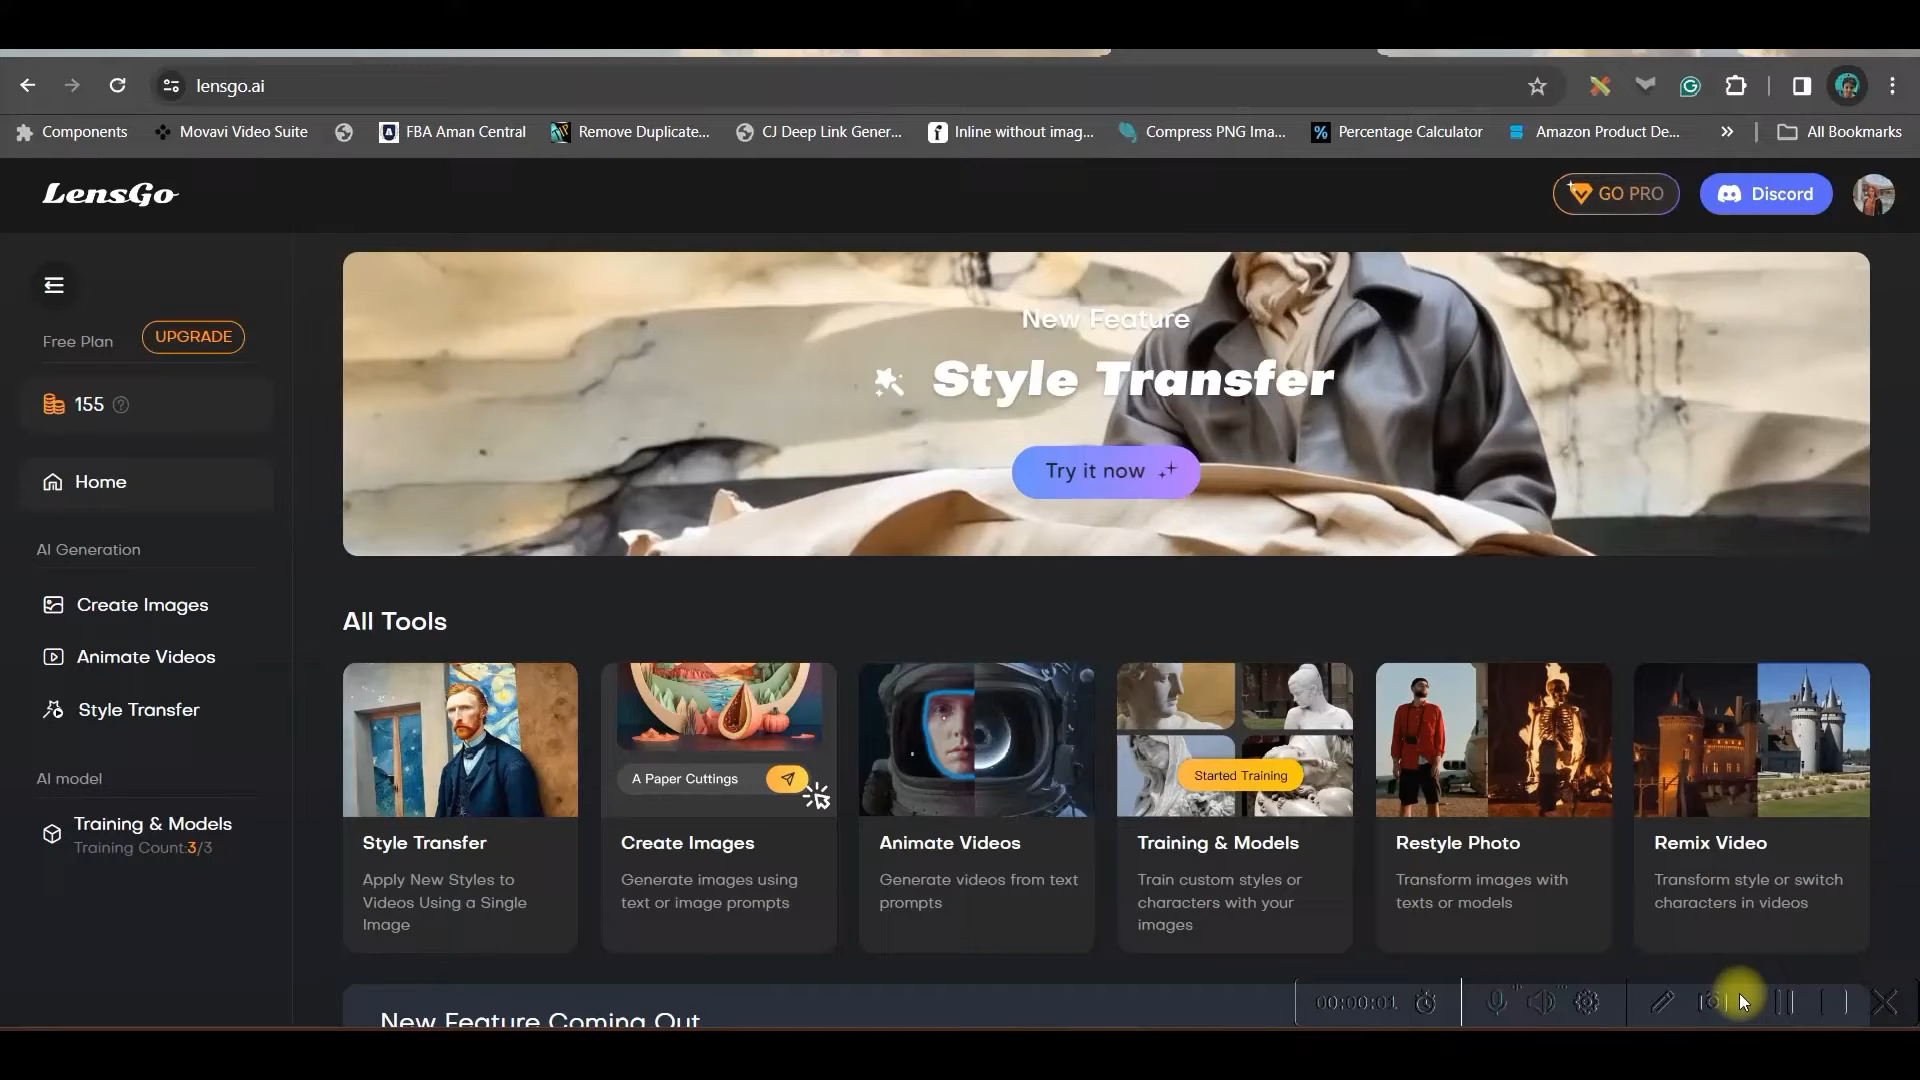 lensgo.ai
Components Movavi Video Suite FBA Aman Central Remove Duplicate... CJ Deep Link Gener... Inline without imag... Compress PNG Ima... Percentage Calculator Amazon Product De... » All Bookmarks
LensGo GO PRO Discord
Free Plan UPGRADE
155
Home
AI Generation
Create Images
Animate Videos
Style Transfer
AI model
Training & Models
Training Count:3/3
New Feature
Style Transfer
Try it now
All Tools
A Paper Cuttings
Started Training
Style Transfer
Apply New Styles to
Videos Using a Single
Image
Create Images
Generate images using
text or image prompts
Animate Videos
Generate videos from text
prompts
Training & Models
Train custom styles or
characters with your
images
Restyle Photo
Transform images with
texts or models
Remix Video
Transform style or switch
characters in videos
New Feature Coming Out
00:00:01